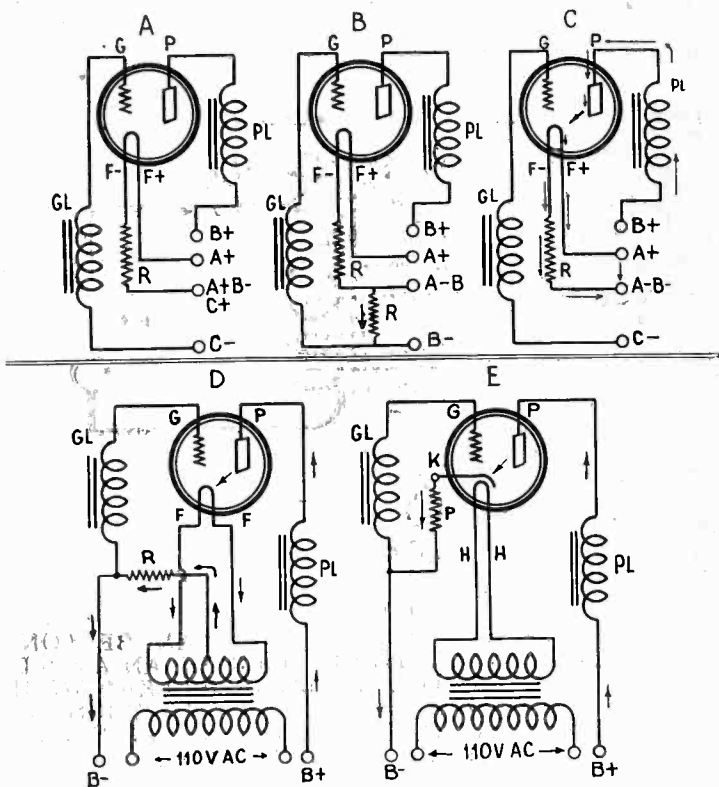 A B C
G P G P G P
PL PL PL
F- F+ F- F+ F- F+
GL GL GL
B+ B+ B+
A+ A+ A+
R R R
A+B- A-B A-B-
C+ R
C- B- C-
D E
G P G P
GL GL
K
P
F F
R H H
PL PL
110V AC 110V AC
B- B+ B- B+